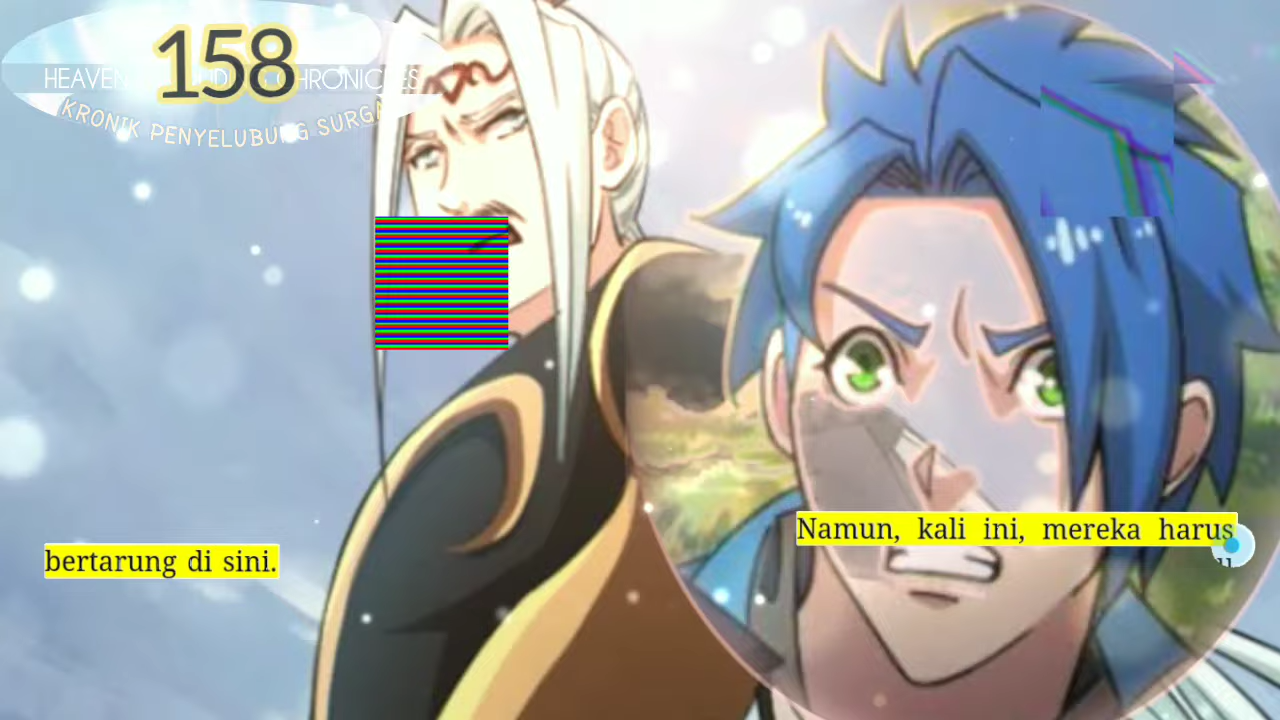 158
HEAVEN CHRONICLES
KRONIK PENYELUBUNG SURGA
Namun, kali ini, mereka harus
bertarung di sini.